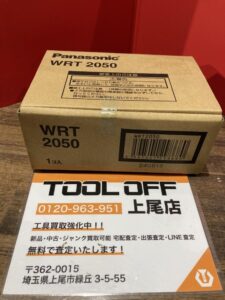 Panasonic
WRT 2050
WRT
2050
1コ入
WRT2050
TOOL OFF
0120-963-951 上尾店
工具買取強化中！！
新品・中古・ジャンク買取可能 宅配査定・出張査定・LINE査定
無料で査定いたします！
〒362-0015
埼玉県上尾市緑丘 3-5-55